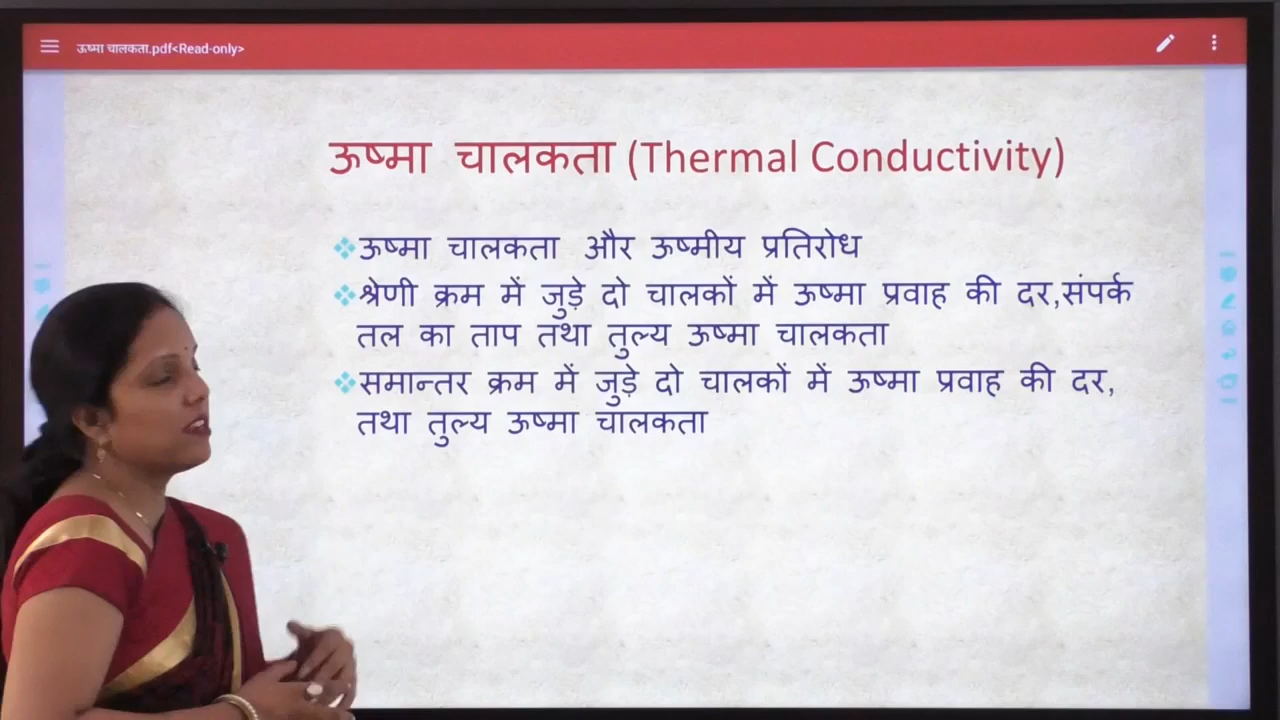 ऊष्मा चालकता.pdf<Read-only>
ऊष्मा चालकता (Thermal Conductivity)
ऊष्मा चालकता और ऊष्मीय प्रतिरोध
श्रेणी क्रम में जुड़े दो चालकों में ऊष्मा प्रवाह की दर,संपर्क
तल का ताप तथा तुल्य ऊष्मा चालकता
समान्तर क्रम में जुड़े दो चालकों में ऊष्मा प्रवाह की दर,
तथा तुल्य ऊष्मा चालकता